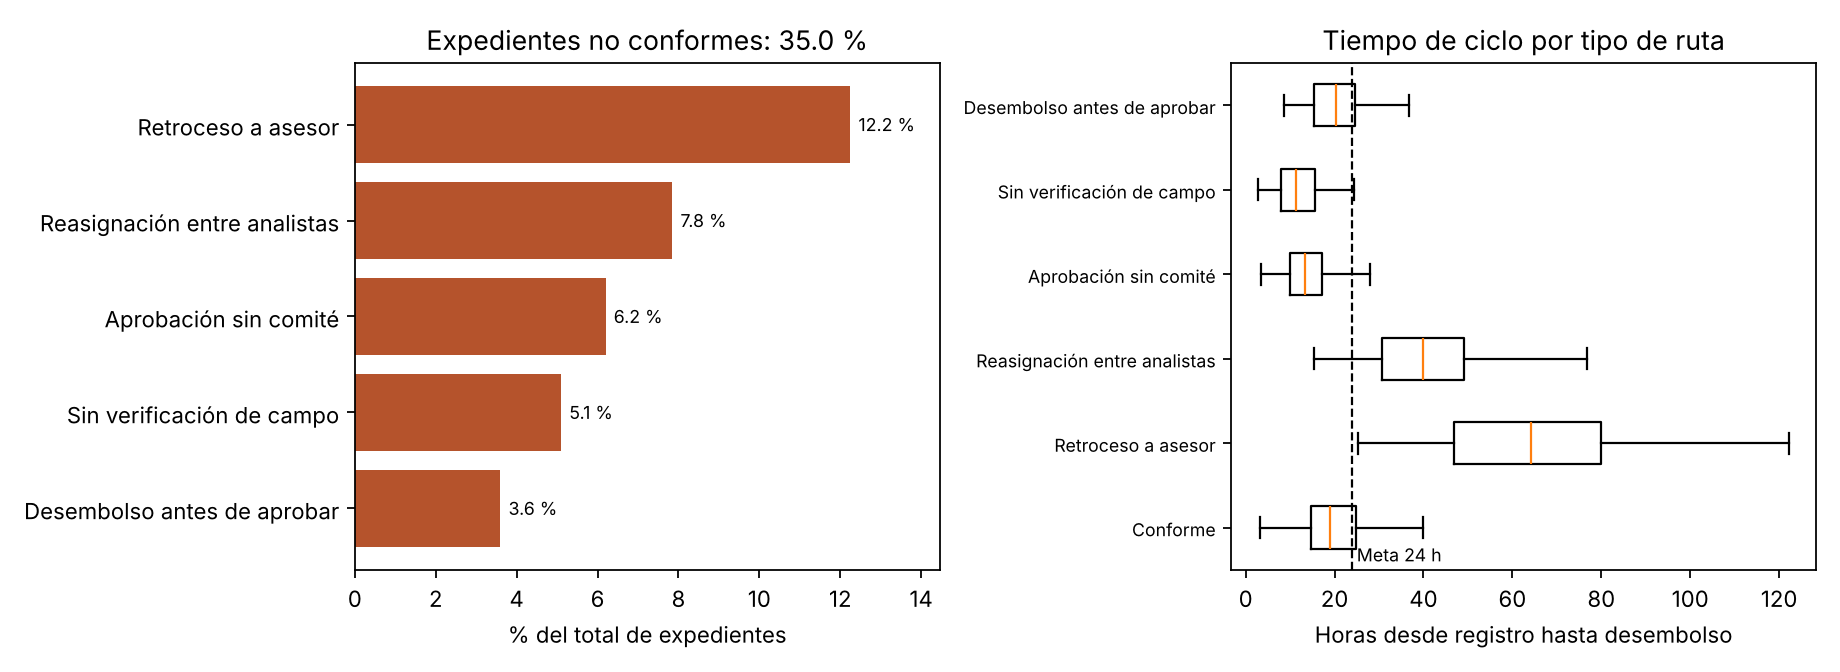 Expedientes no conformes: 35.0 %
Retroceso a asesor
12.2 %
Reasignación entre analistas
7.8 %
Aprobación sin comité
6.2 %
Sin verificación de campo
5.1 %
Desembolso antes de aprobar
3.6 %
0 2 4 6 8 10 12 14
% del total de expedientes
Tiempo de ciclo por tipo de ruta
Desembolso antes de aprobar
Sin verificación de campo
Aprobación sin comité
Reasignación entre analistas
Retroceso a asesor
Conforme
Meta 24 h
0 20 40 60 80 100 120
Horas desde registro hasta desembolso